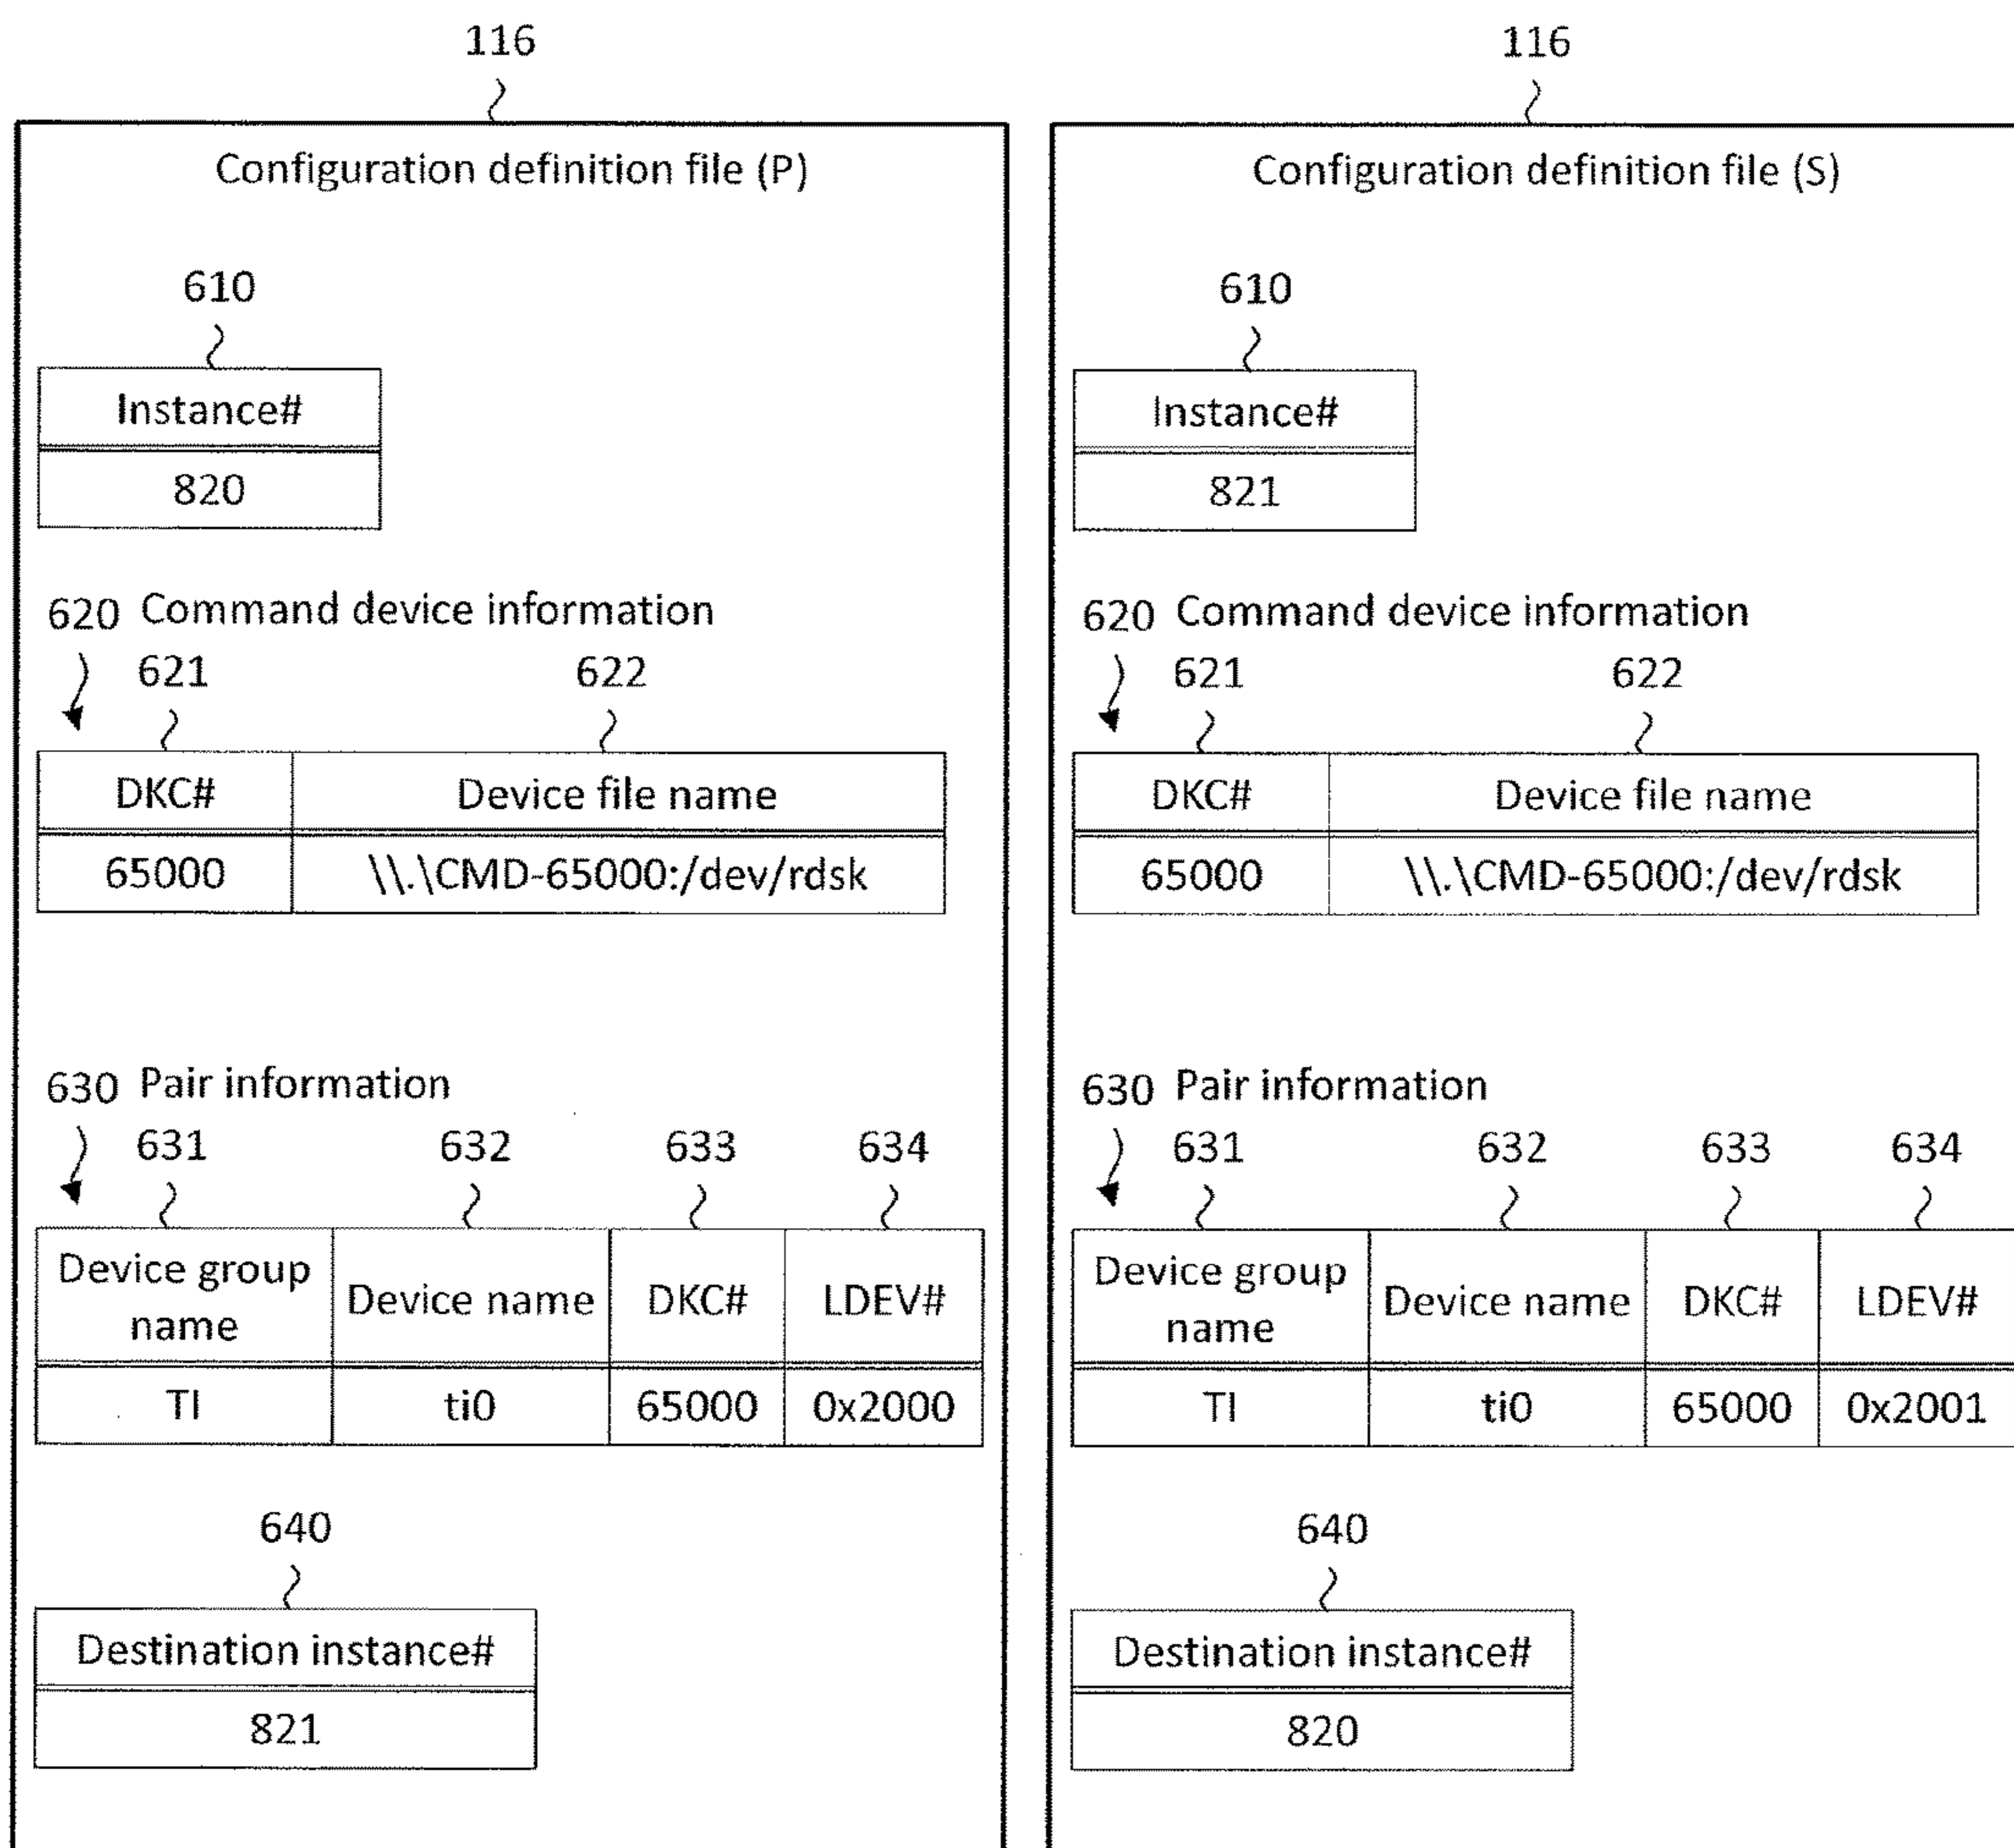 116
Configuration definition file (P)
610
Instance#
820
620 Command device information
621 622
DKC# Device file name
65000 \\.\CMD-65000:/dev/rdsk
630 Pair information
631 632 633 634
Device group name Device name DKC# LDEV#
TI ti0 65000 0x2000
640
Destination instance#
821
116
Configuration definition file (S)
610
Instance#
821
620 Command device information
621 622
DKC# Device file name
65000 \\.\CMD-65000:/dev/rdsk
630 Pair information
631 632 633 634
Device group name Device name DKC# LDEV#
TI ti0 65000 0x2001
640
Destination instance#
820